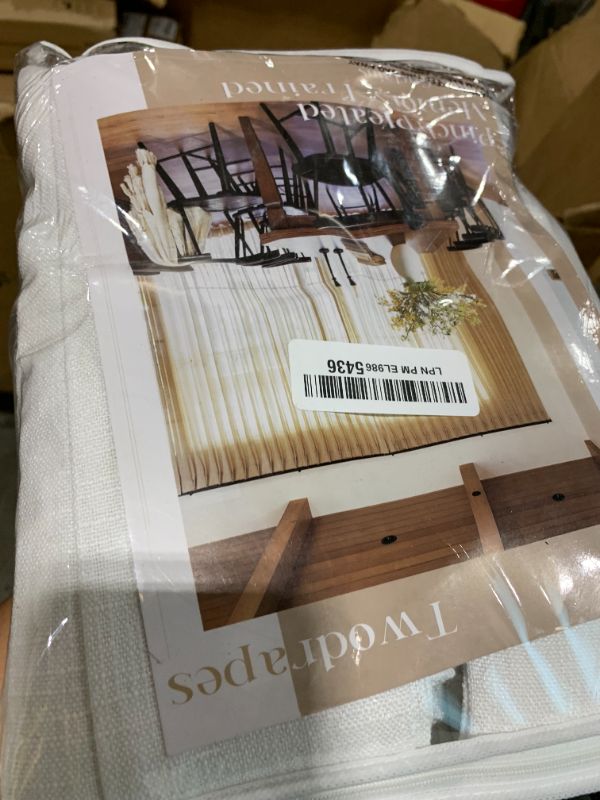 Twodrapes
LPN PM EL986 5436
Pinch Pleated
Memory Trained